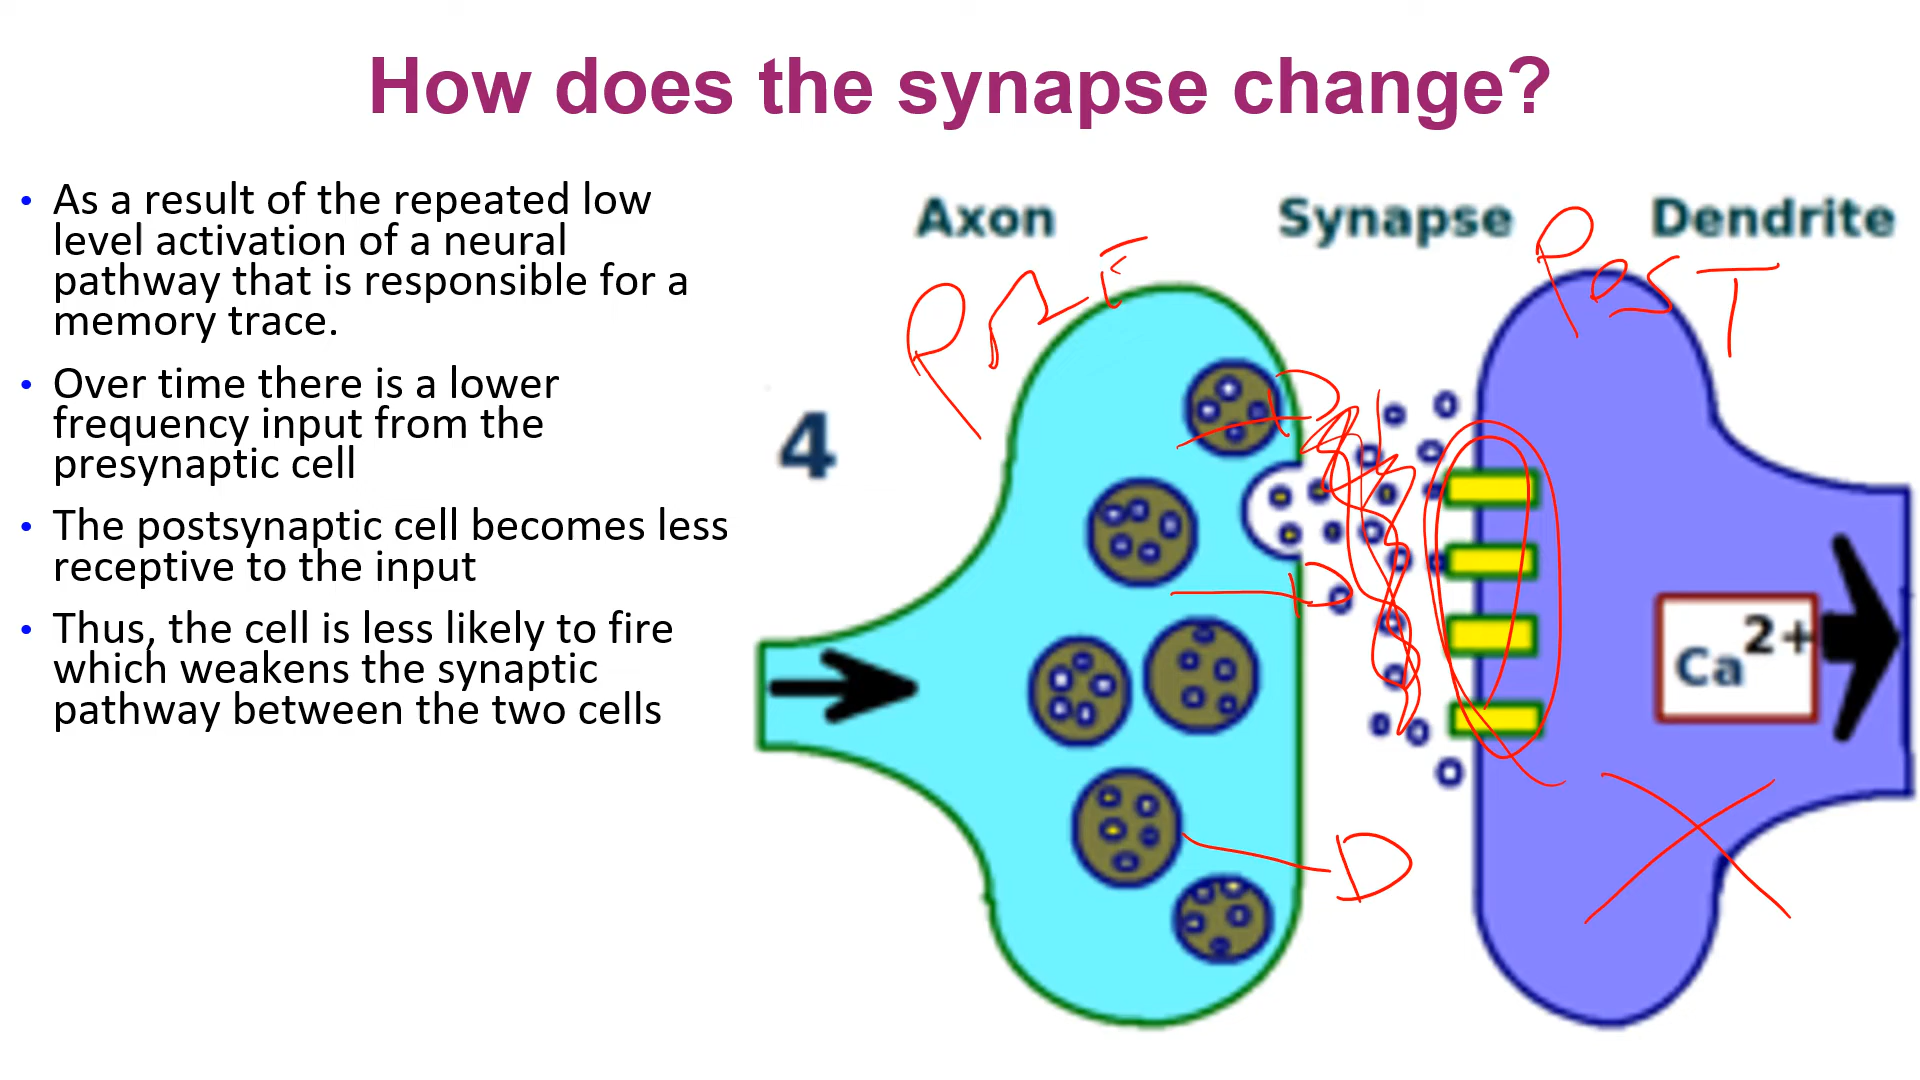 How does the synapse change?
• As a result of the repeated low
level activation of a neural
pathway that is responsible for a
memory trace.
• Over time there is a lower
frequency input from the
presynaptic cell
• The postsynaptic cell becomes less
receptive to the input
• Thus, the cell is less likely to fire
which weakens the synaptic
pathway between the two cells
Axon
Synapse
Dendrite
PRE
POST
4
Ca2+
D